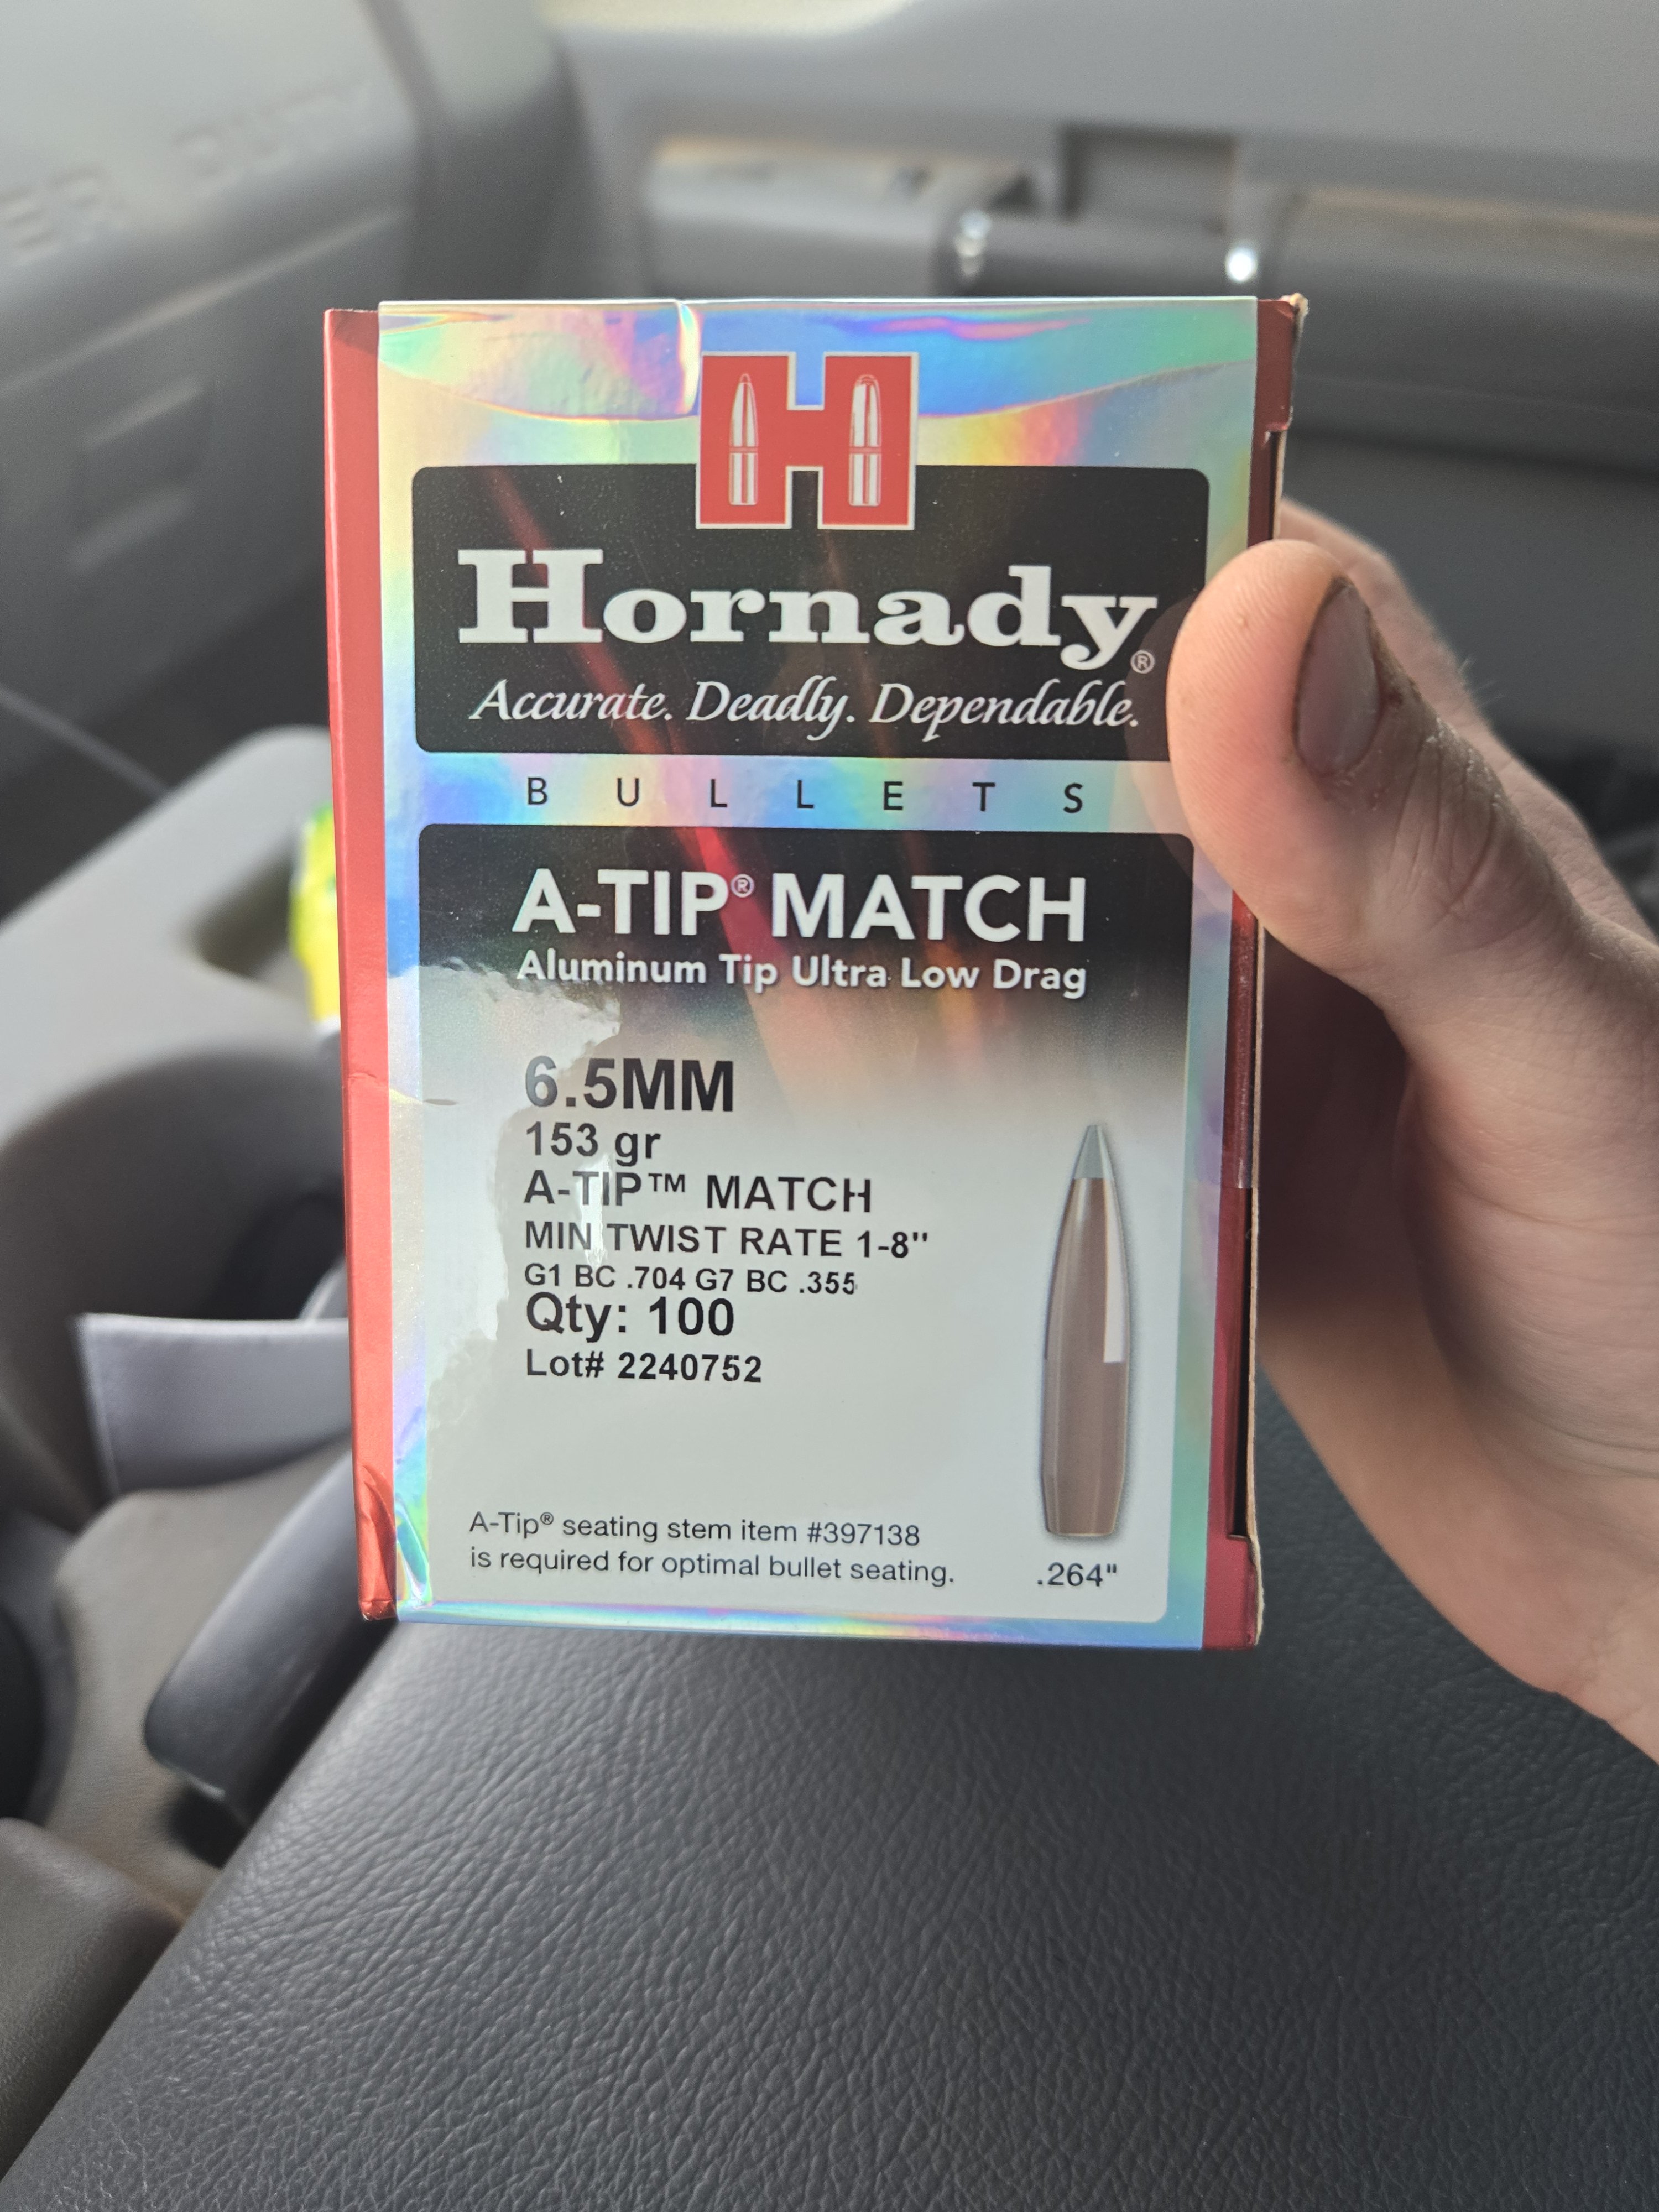 ER DUTY
H
Hornady®
Accurate. Deadly. Dependable.
BULLETS
A-TIP® MATCH
Aluminum Tip Ultra Low Drag
6.5MM
153 gr
A-TIP™ MATCH
MIN TWIST RATE 1-8"
G1 BC .704 G7 BC .355
Qty: 100
Lot# 2240752
A-Tip® seating stem item #397138
is required for optimal bullet seating.
.264"